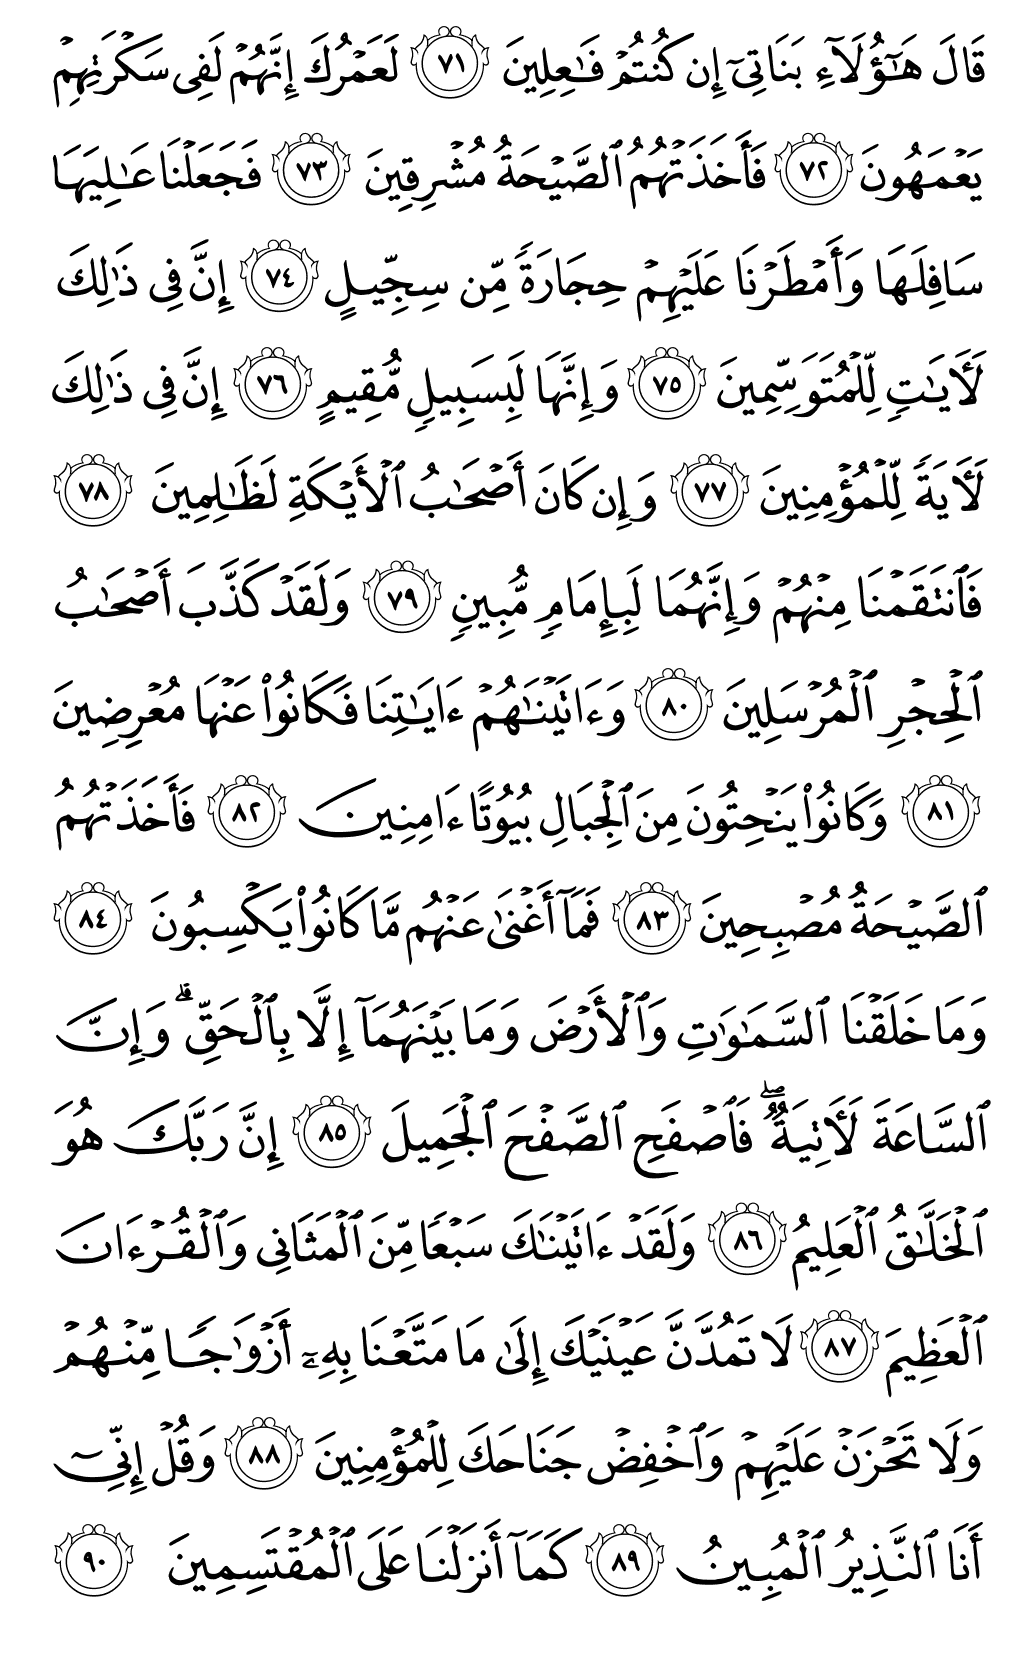 قَالَ هَٰٓؤُلَآءِ بَنَاتِىٓ إِن كُنتُمۡ فَٰعِلِينَ ٧١ لَعَمۡرُكَ إِنَّهُمۡ لَفِى سَكۡرَتِهِمۡ
يَعۡمَهُونَ ٧٢ فَأَخَذَتۡهُمُ ٱلصَّيۡحَةُ مُشۡرِقِينَ ٧٣ فَجَعَلۡنَا عَٰلِيَهَا
سَافِلَهَا وَأَمۡطَرۡنَا عَلَيۡهِمۡ حِجَارَةً مِّن سِجِّيلٍ ٧٤ إِنَّ فِى ذَٰلِكَ
لَأٓيَٰتٍ لِّلۡمُتَوَسِّمِينَ ٧٥ وَإِنَّهَا لَبِسَبِيلٍ مُّقِيمٍ ٧٦ إِنَّ فِى ذَٰلِكَ
لَأٓيَةً لِّلۡمُؤۡمِنِينَ ٧٧ وَإِن كَانَ أَصۡحَٰبُ ٱلۡأَيۡكَةِ لَظَٰلِمِينَ ٧٨
فَٱنتَقَمۡنَا مِنۡهُمۡ وَإِنَّهُمَا لَبِإِمَامٍ مُّبِينٍ ٧٩ وَلَقَدۡ كَذَّبَ أَصۡحَٰبُ
ٱلۡحِجۡرِ ٱلۡمُرۡسَلِينَ ٨٠ وَءَاتَيۡنَٰهُمۡ ءَايَٰتِنَا فَكَانُواْ عَنۡهَا مُعۡرِضِينَ
٨١ وَكَانُواْ يَنۡحِتُونَ مِنَ ٱلۡجِبَالِ بُيُوتًا ءَامِنِينَ ٨٢ فَأَخَذَتۡهُمُ
ٱلصَّيۡحَةُ مُصۡبِحِينَ ٨٣ فَمَآ أَغۡنَىٰ عَنۡهُم مَّا كَانُواْ يَكۡسِبُونَ ٨٤
وَمَا خَلَقۡنَا ٱلسَّمَٰوَٰتِ وَٱلۡأَرۡضَ وَمَا بَيۡنَهُمَآ إِلَّا بِٱلۡحَقِّۗ وَإِنَّ
ٱلسَّاعَةَ لَأٓتِيَةٌۖ فَٱصۡفَحِ ٱلصَّفۡحَ ٱلۡجَمِيلَ ٨٥ إِنَّ رَبَّكَ هُوَ
ٱلۡخَلَّٰقُ ٱلۡعَلِيمُ ٨٦ وَلَقَدۡ ءَاتَيۡنَٰكَ سَبۡعًا مِّنَ ٱلۡمَثَانِى وَٱلۡقُرۡءَانَ
ٱلۡعَظِيمَ ٨٧ لَا تَمُدَّنَّ عَيۡنَيۡكَ إِلَىٰ مَا مَتَّعۡنَا بِهِۦٓ أَزۡوَٰجًا مِّنۡهُمۡ
وَلَا تَحۡزَنۡ عَلَيۡهِمۡ وَٱخۡفِضۡ جَنَاحَكَ لِلۡمُؤۡمِنِينَ ٨٨ وَقُلۡ إِنِّىٓ
أَنَا ٱلنَّذِيرُ ٱلۡمُبِينُ ٨٩ كَمَآ أَنزَلۡنَا عَلَى ٱلۡمُقۡتَسِمِينَ ٩٠